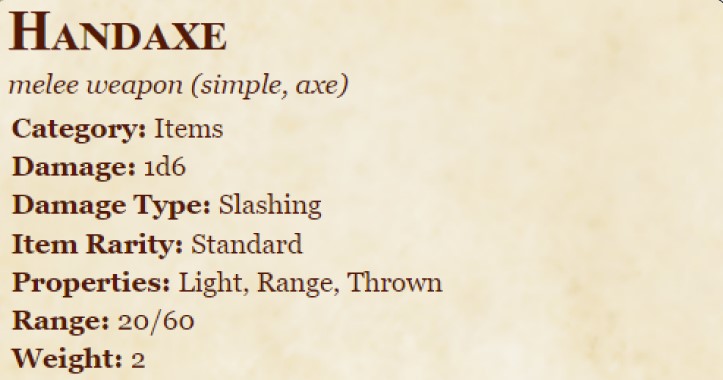 HANDAXE
melee weapon (simple, axe)
Category: Items
Damage: 1d6
Damage Type: Slashing
Item Rarity: Standard
Properties: Light, Range, Thrown
Range: 20/60
Weight: 2